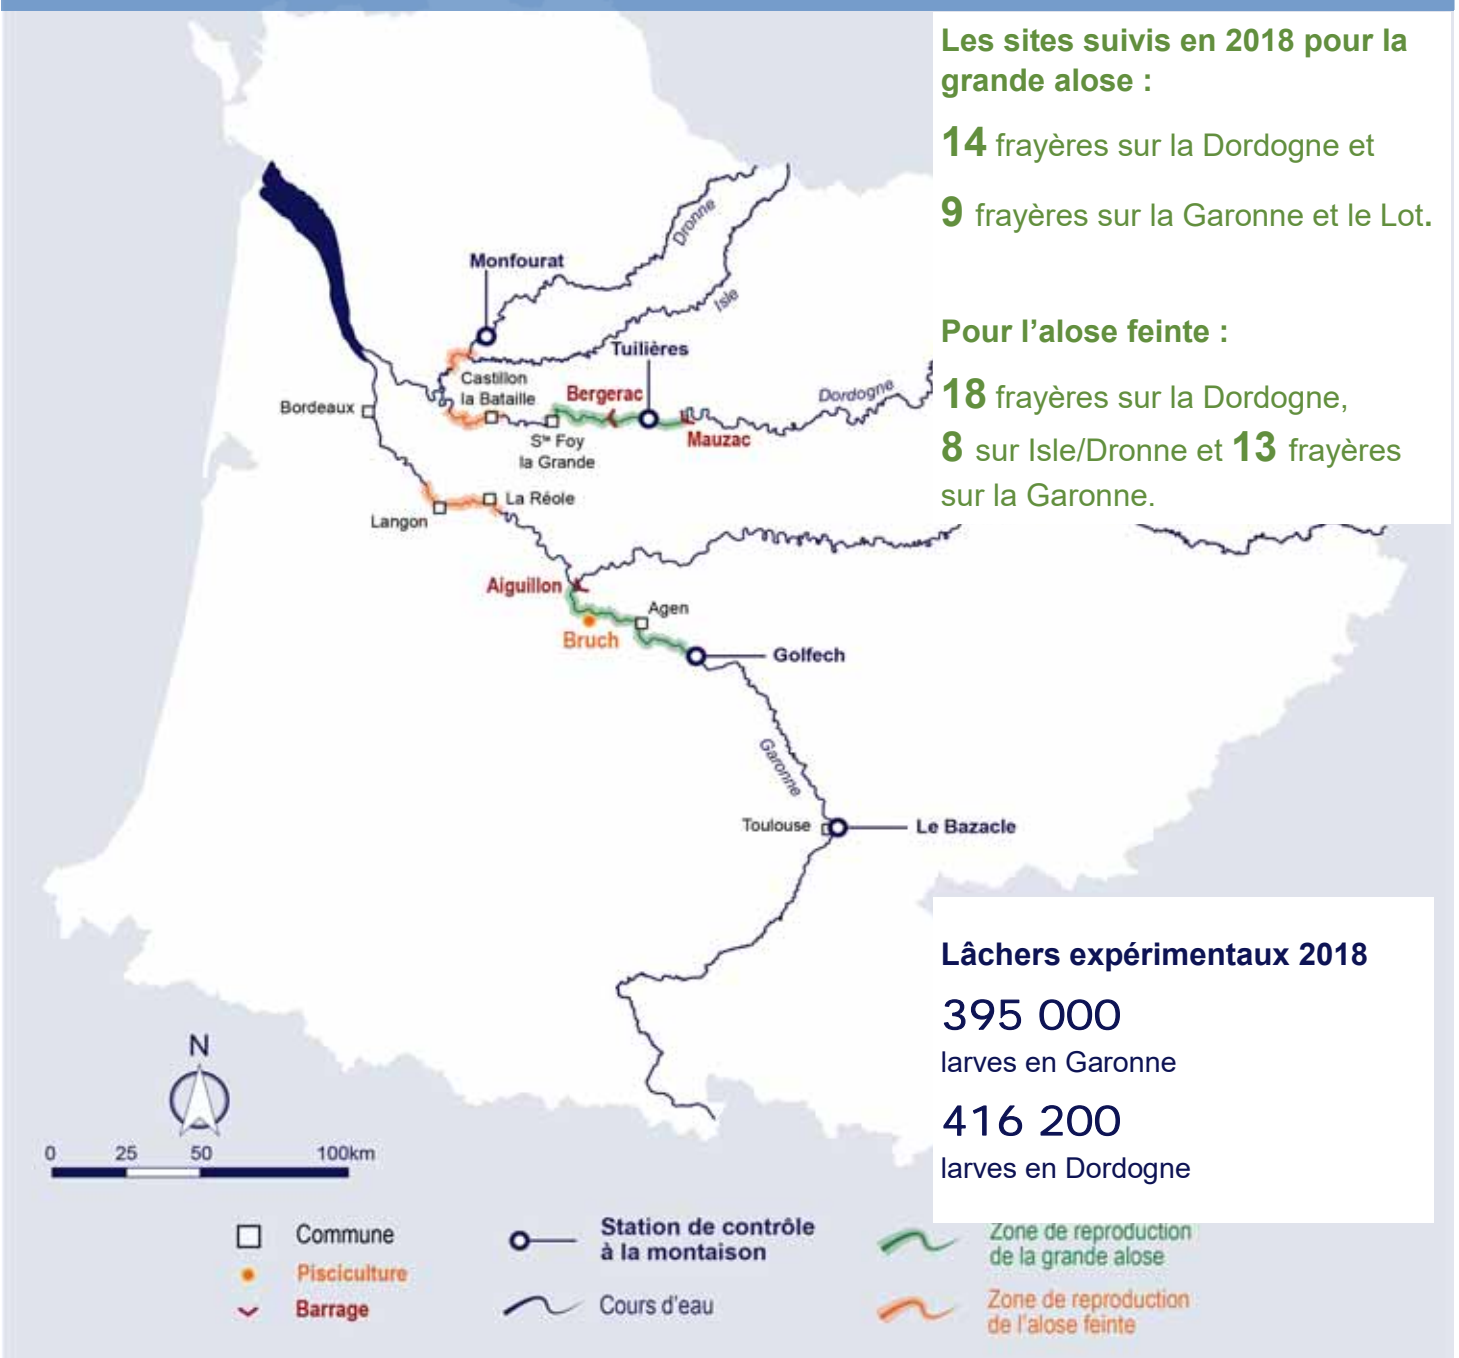 Les sites suivis en 2018 pour la
grande alose :
14 frayères sur la Dordogne et
9 frayères sur la Garonne et le Lot.
Pour l’alose feinte :
18 frayères sur la Dordogne,
8 sur Isle/Dronne et 13 frayères
sur la Garonne.
Dronne
Monfourat
Isle
Tuilières
Castillon
la Bataille
Bergerac
Dordogne
Bordeaux
Ste Foy
la Grande
Mauzac
La Réole
Langon
Aiguillon
Agen
Bruch
Golfech
Garonne
Toulouse
Le Bazacle
Lâchers expérimentaux 2018
395 000
larves en Garonne
416 200
larves en Dordogne
N
0 25 50 100km
Commune
Pisciculture
Barrage
Station de contrôle
à la montaison
Cours d'eau
Zone de reproduction
de la grande alose
Zone de reproduction
de l'alose feinte